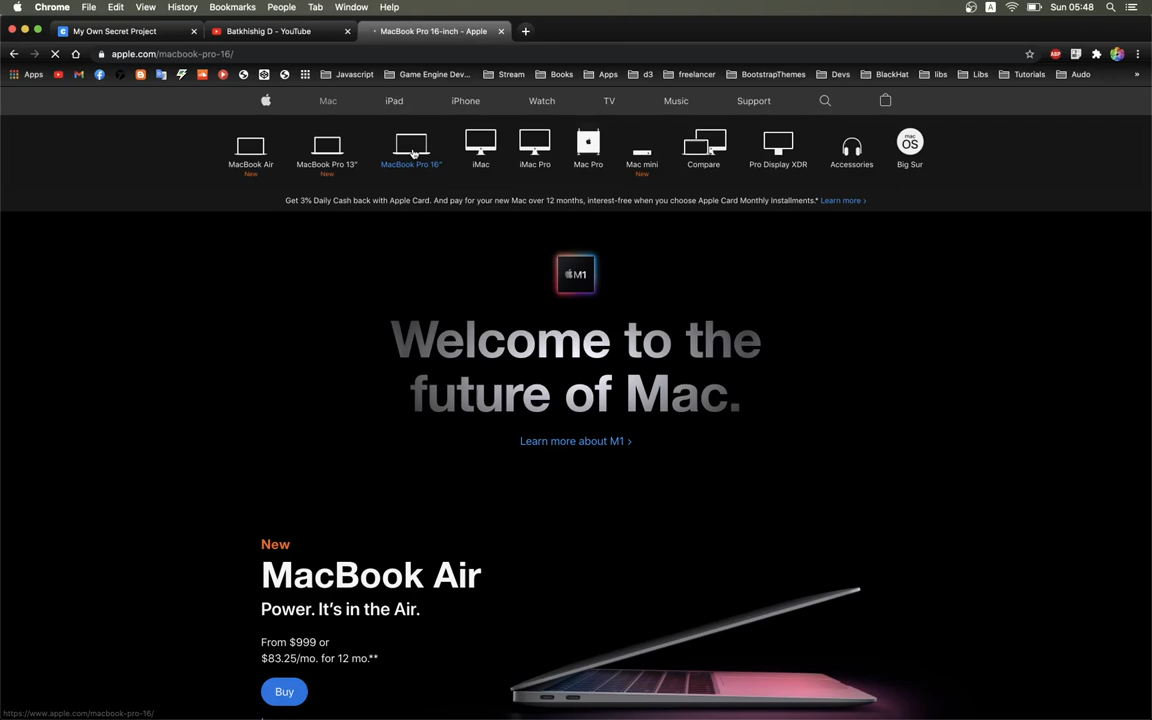 Chrome File Edit View History Bookmarks People Tab Window Help A Sun 05:48
My Own Secret Project Batkhishig D - YouTube MacBook Pro 16-inch - Apple
apple.com/macbook-pro-16/ ABP
Apps Javascript Game Engine Dev... Stream Books Apps d3 freelancer BootstrapThemes Devs BlackHat libs Libs Tutorials Audo »
Mac iPad iPhone Watch TV Music Support
mac OS
MacBook Air MacBook Pro 13" MacBook Pro 16" iMac iMac Pro Mac Pro Mac mini Compare Pro Display XDR Accessories Big Sur
New New New
Get 3% Daily Cash back with Apple Card. And pay for your new Mac over 12 months, interest-free when you choose Apple Card Monthly Installments.* Learn more ›
M1
Welcome to the
future of Mac.
Learn more about M1 ›
New
MacBook Air
Power. It's in the Air.
From $999 or
$83.25/mo. for 12 mo.**
Buy
https://www.apple.com/macbook-pro-16/